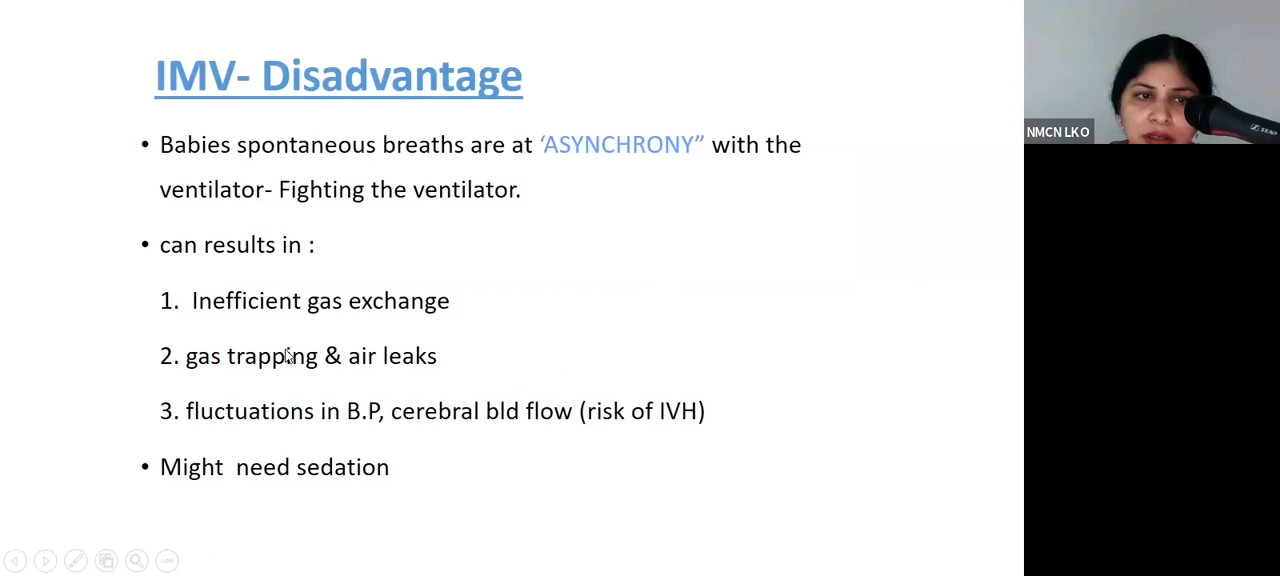 IMV- Disadvantage
• Babies spontaneous breaths are at ‘ASYNCHRONY” with the
ventilator- Fighting the ventilator.
• can results in :
1. Inefficient gas exchange
2. gas trapping & air leaks
3. fluctuations in B.P, cerebral bld flow (risk of IVH)
• Might need sedation
NMCN LKO